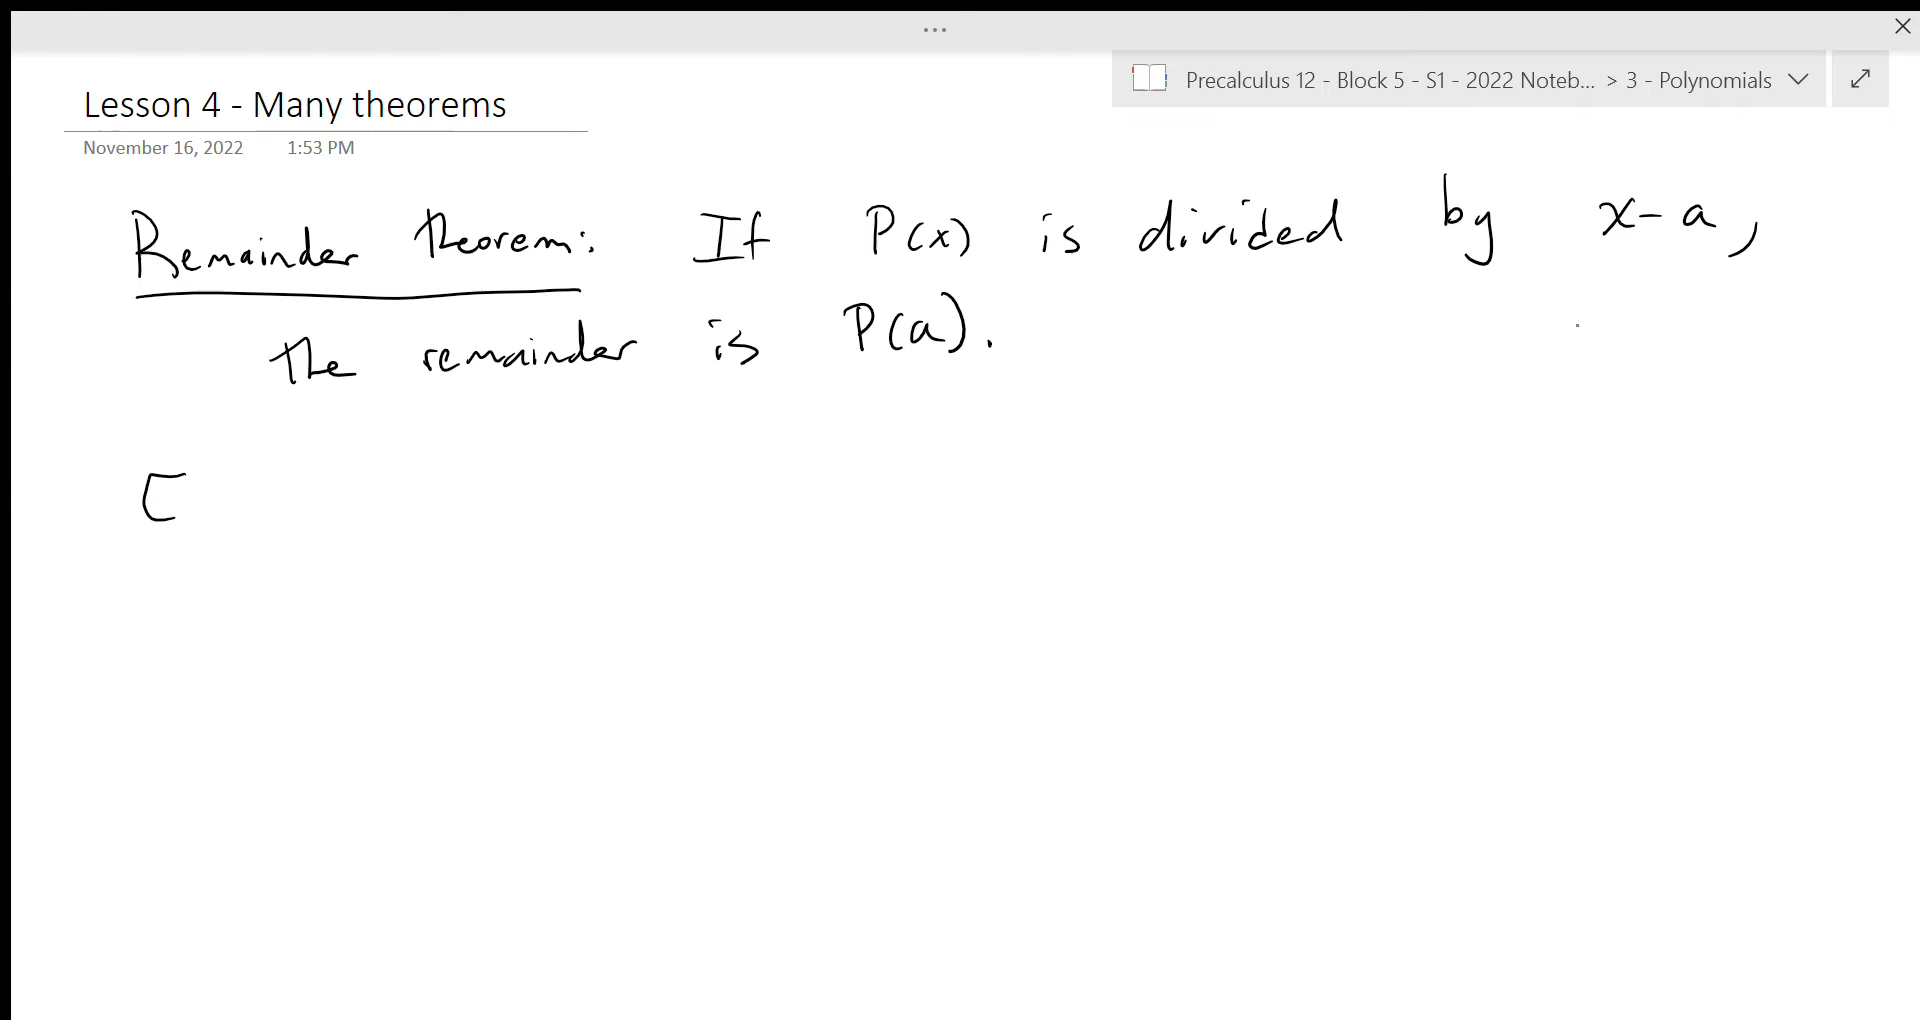 Precalculus 12 - Block 5 - S1 - 2022 Noteb... > 3 - Polynomials
Lesson 4 - Many theorems
November 16, 2022 1:53 PM
Remainder theorem: If P(x) is divided by x-a,
the remainder is P(a).